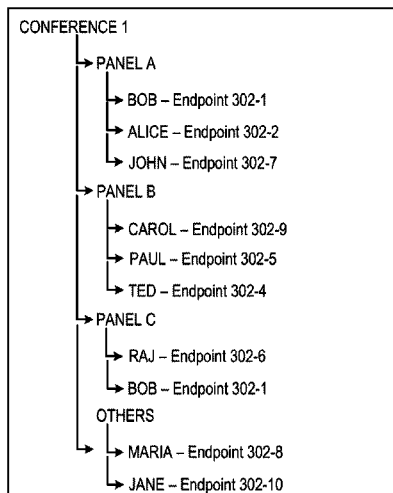 CONFERENCE 1
PANEL A
BOB – Endpoint 302-1
ALICE – Endpoint 302-2
JOHN – Endpoint 302-7
PANEL B
CAROL – Endpoint 302-9
PAUL – Endpoint 302-5
TED – Endpoint 302-4
PANEL C
RAJ – Endpoint 302-6
BOB – Endpoint 302-1
OTHERS
MARIA – Endpoint 302-8
JANE – Endpoint 302-10